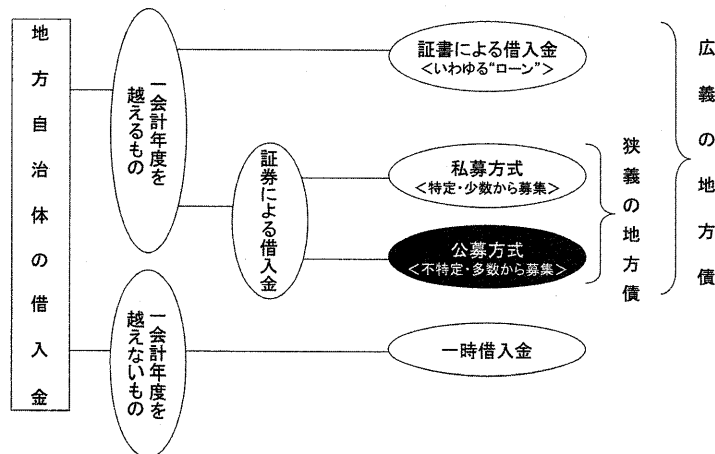 地方自治体の借入金
一会計年度を
越えるもの
証書による借入金
<いわゆる“ローン”>
証券による借入金
私募方式
<特定・少数から募集>
公募方式
<不特定・多数から募集>
狭義の地方債
広義の地方債
一会計年度を
越えないもの
一時借入金